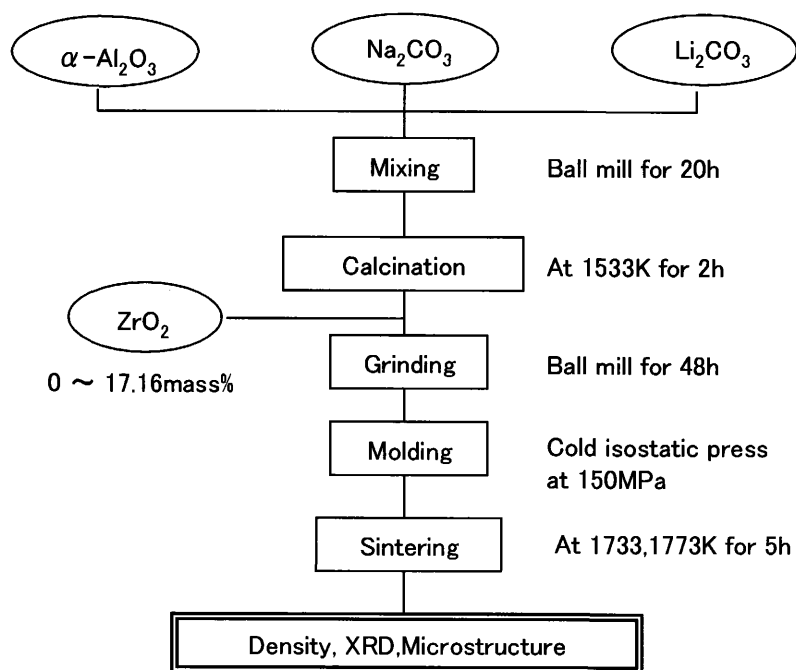 α-Al₂O₃
Na₂CO₃
Li₂CO₃
Mixing
Ball mill for 20h
Calcination
At 1533K for 2h
ZrO₂
0 ～ 17.16mass%
Grinding
Ball mill for 48h
Molding
Cold isostatic press
at 150MPa
Sintering
At 1733,1773K for 5h
Density, XRD,Microstructure